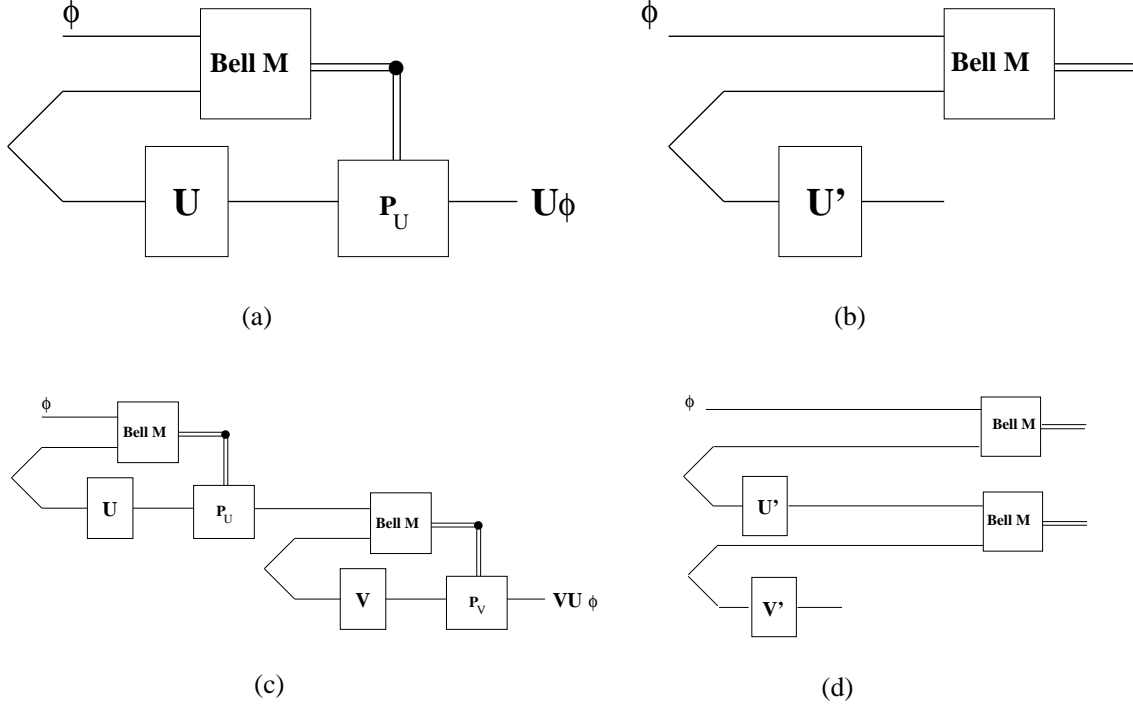 ϕ
Bell M
U
P_U
Uϕ
(a)
ϕ
Bell M
U’
(b)
ϕ
Bell M
U
P_U
Bell M
V
P_V
VU ϕ
(c)
ϕ
Bell M
U’
Bell M
V’
(d)